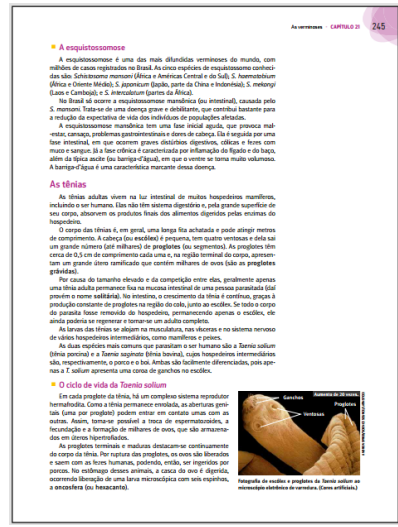 As verminoses · CAPÍTULO 21 245
A esquistossomose
A esquistossomose é uma das mais difundidas verminoses do mundo, com
milhões de casos registrados no Brasil. As cinco espécies de esquistossomo conheci-
das são: Schistosoma mansoni (África e Américas Central e do Sul); S. haematobium
(África e Oriente Médio); S. japonicum (Japão, parte da China e Indonésia); S. mekongi
(Laos e Camboja); e S. intercalatum (partes da África).
No Brasil só ocorre a esquistossomose mansônica (ou intestinal), causada pelo
S. mansoni. Trata-se de uma doença grave e debilitante, que contribui bastante para
a redução da expectativa de vida dos indivíduos de populações afetadas.
A esquistossomose mansônica tem uma fase inicial aguda, que provoca mal-
-estar, cansaço, problemas gastrointestinais e dores de cabeça. Ela é seguida por uma
fase intestinal, em que ocorrem graves distúrbios digestivos, cólicas e fezes com
muco e sangue. Já a fase crônica é caracterizada por inflamação do fígado e do baço,
além da típica ascite (ou barriga-d'água), em que o ventre se torna muito volumoso.
A barriga-d'água é uma característica marcante dessa doença.
As tênias
As tênias adultas vivem na luz intestinal de muitos hospedeiros mamíferos,
incluindo o ser humano. Elas não têm sistema digestório e, pela grande superfície de
seu corpo, absorvem os produtos finais dos alimentos digeridos pelas enzimas do
hospedeiro.
O corpo das tênias é, em geral, uma longa fita achatada e pode atingir metros
de comprimento. A cabeça (ou escólex) é pequena, tem quatro ventosas e dela sai
um grande número (até milhares) de proglotes (ou segmentos). As proglotes têm
cerca de 0,5 cm de comprimento cada uma e, na região terminal do corpo, apresen-
tam um grande útero ramificado que contém milhares de ovos (são as proglotes
grávidas).
Por causa do tamanho elevado e da competição entre elas, geralmente apenas
uma tênia adulta permanece fixa na mucosa intestinal de uma pessoa parasitada (daí
provém o nome solitária). No intestino, o crescimento da tênia é contínuo, graças à
produção constante de proglotes na região do colo, junto ao escólex. Se todo o corpo
do parasita fosse removido do hospedeiro, permanecendo apenas o escólex, ele
ainda poderia se regenerar e tornar-se um adulto completo.
As larvas das tênias se alojam na musculatura, nas vísceras e no sistema nervoso
de vários hospedeiros intermediários, como mamíferos e peixes.
As duas espécies mais comuns que parasitam o ser humano são a Taenia solium
(tênia porcina) e a Taenia saginata (tênia bovina), cujos hospedeiros intermediários
são, respectivamente, o porco e o boi. Ambas são facilmente diferenciadas, pois ape-
nas a T. solium apresenta uma coroa de ganchos no escólex.
O ciclo de vida da Taenia solium
Em cada proglote da tênia, há um complexo sistema reprodutor
hermafrodita. Como a tênia permanece enrolada, as aberturas geni-
tais (uma por proglote) podem entrar em contato umas com as
outras. Assim, torna-se possível a troca de espermatozoides, a
fecundação e a formação de milhares de ovos, que são armazena-
dos em úteros hipertrofiados.
As proglotes terminais e maduras destacam-se continuamente
do corpo da tênia. Por ruptura das proglotes, os ovos são liberados
e saem com as fezes humanas, podendo, então, ser ingeridos por
porcos. No estômago desses animais, a casca do ovo é digerida,
ocorrendo liberação de uma larva microscópica com seis espinhos,
a oncosfera (ou hexacanto).
Aumento de 20 vezes.
Ganchos
Proglotes
Ventosas
Fotografia de escólex e proglotes da Taenia solium ao
microscópio eletrônico de varredura. (Cores artificiais.)